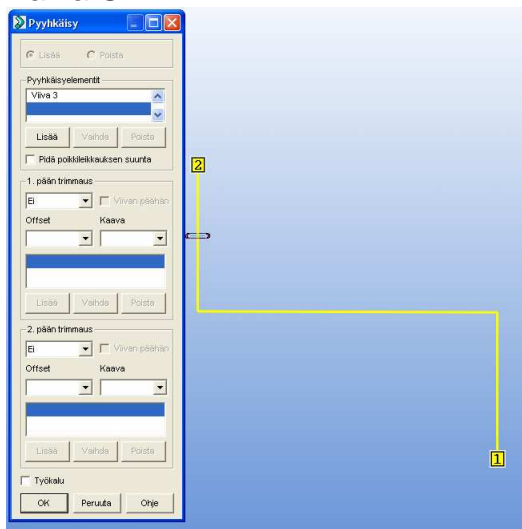 Pyyhkäisy
Lisää Poista
Pyyhkäisyelementit
Viiva 3
Lisää Vaihda Poista
Pidä poikkileikkauksen suunta
1. pään trimmaus
Ei Viivan päähän
Offset Kaava
Lisää Vaihda Poista
2. pään trimmaus
Ei Viivan päähän
Offset Kaava
Lisää Vaihda Poista
Työkalu
OK Peruuta Ohje
2
1